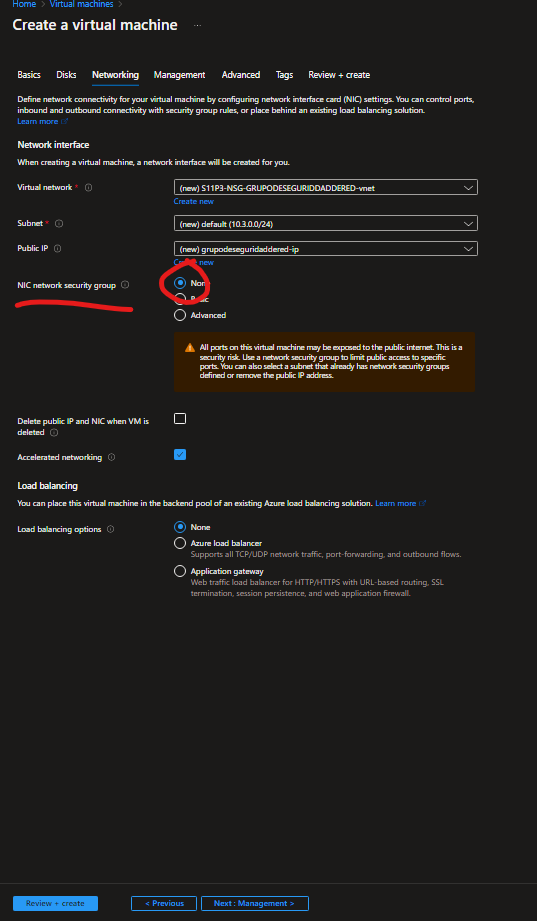 Home > Virtual machines >
Create a virtual machine ...
Basics Disks Networking Management Advanced Tags Review + create
Define network connectivity for your virtual machine by configuring network interface card (NIC) settings. You can control ports,
inbound and outbound connectivity with security group rules, or place behind an existing load balancing solution.
Learn more
Network interface
When creating a virtual machine, a network interface will be created for you.
Virtual network * (new) S11P3-NSG-GRUPODESEGURIDDADDERED-vnet
Create new
Subnet * (new) default (10.3.0.0/24)
Public IP (new) grupodeseguridaddered-ip
new
NIC network security group
Advanced
All ports on this virtual machine may be exposed to the public internet. This is a
security risk. Use a network security group to limit public access to specific
ports. You can also select a subnet that already has network security groups
defined or remove the public IP address.
Delete public IP and NIC when VM is
deleted
Accelerated networking
Load balancing
You can place this virtual machine in the backend pool of an existing Azure load balancing solution. Learn more
Load balancing options None
Azure load balancer
Supports all TCP/UDP network traffic, port-forwarding, and outbound flows.
Application gateway
Web traffic load balancer for HTTP/HTTPS with URL-based routing, SSL
termination, session persistence, and web application firewall.
Review + create < Previous Next : Management >